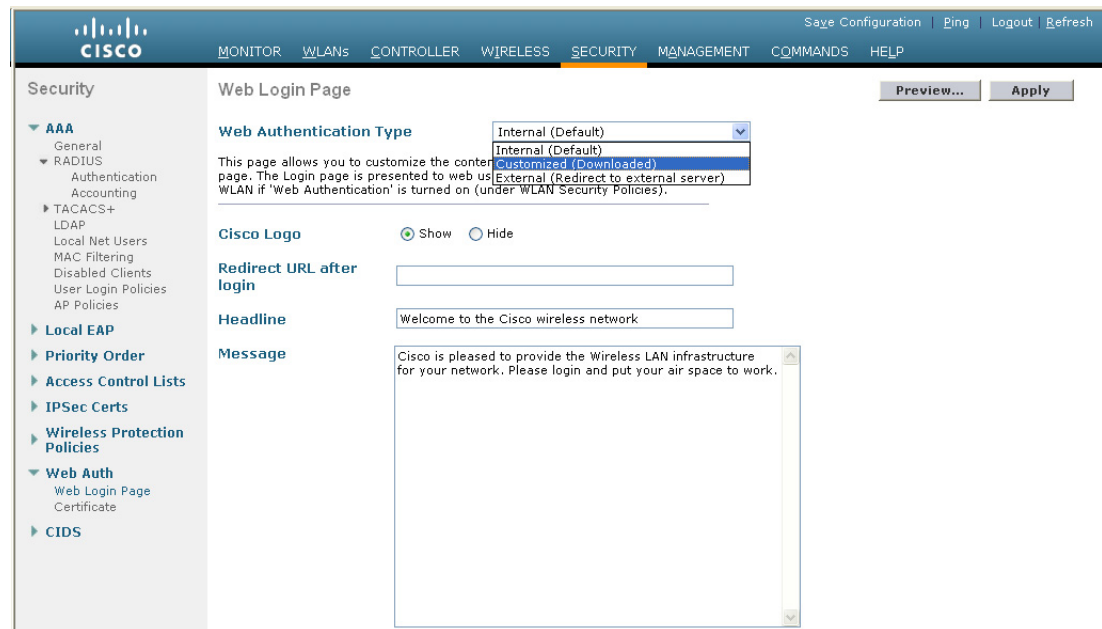 Save Configuration | Ping | Logout | Refresh
CISCO
MONITOR WLANs CONTROLLER WIRELESS SECURITY MANAGEMENT COMMANDS HELP
Security
AAA
General
RADIUS
Authentication
Accounting
TACACS+
LDAP
Local Net Users
MAC Filtering
Disabled Clients
User Login Policies
AP Policies
Local EAP
Priority Order
Access Control Lists
IPSec Certs
Wireless Protection
Policies
Web Auth
Web Login Page
Certificate
CIDS
Web Login Page
Preview... Apply
Web Authentication Type Internal (Default)
Internal (Default)
Customized (Downloaded)
External (Redirect to external server)
This page allows you to customize the conten
page. The Login page is presented to web us
WLAN if 'Web Authentication' is turned on (under WLAN Security Policies).
Cisco Logo Show Hide
Redirect URL after
login
Headline Welcome to the Cisco wireless network
Message Cisco is pleased to provide the Wireless LAN infrastructure
for your network. Please login and put your air space to work.